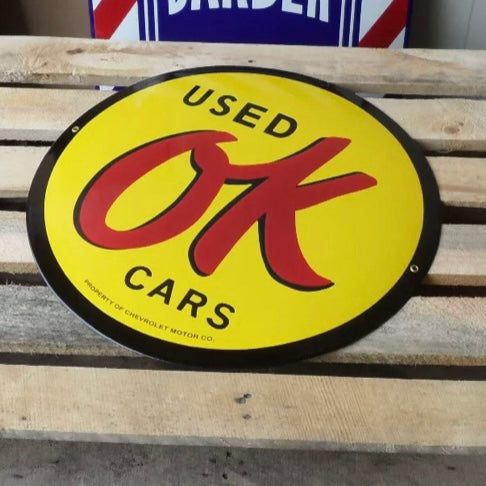 BARBER
USED
OK
CARS
PROPERTY OF CHEVROLET MOTOR CO.